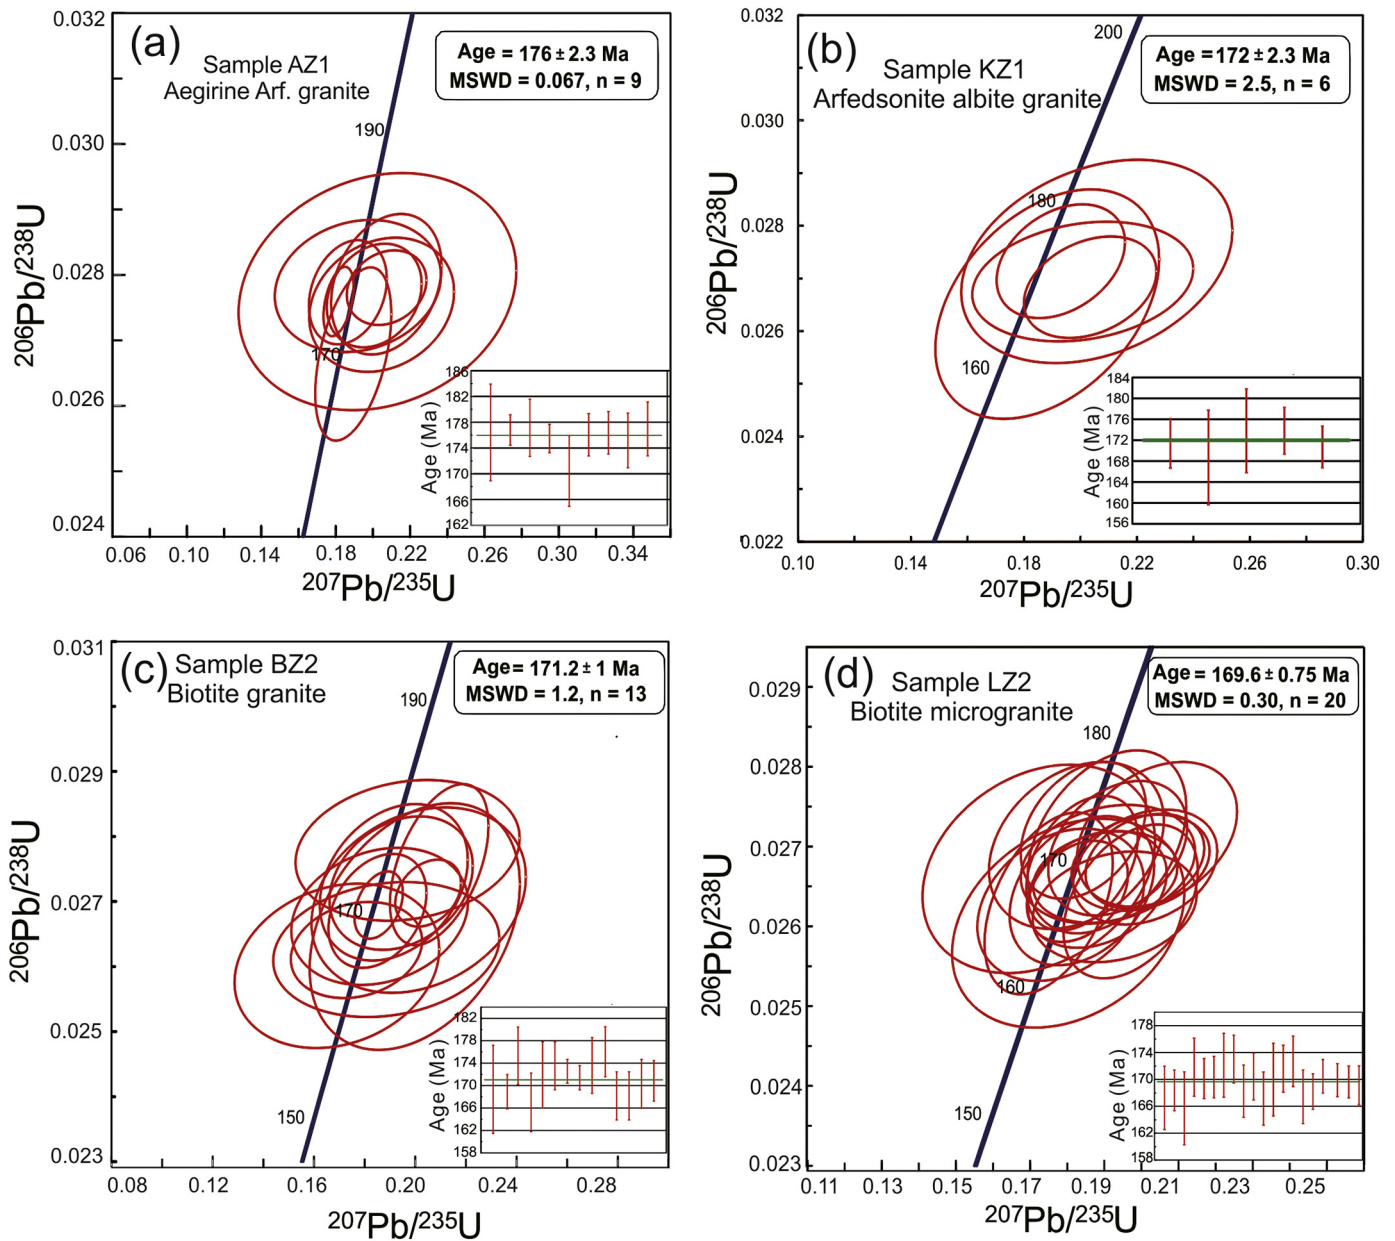 (a)
Sample AZ1
Aegirine Arf. granite
Age = 176 ± 2.3 Ma
MSWD = 0.067, n = 9
0.032
0.030
0.028
0.026
0.024
²⁰⁶Pb/²³⁸U
190
170
186
182
178
174
170
166
162
Age (Ma)
0.06 0.10 0.14 0.18 0.22 0.26 0.30 0.34
²⁰⁷Pb/²³⁵U
(b)
Sample KZ1
Arfedsonite albite granite
Age = 172 ± 2.3 Ma
MSWD = 2.5, n = 6
0.032
0.030
0.028
0.026
0.024
0.022
²⁰⁶Pb/²³⁸U
200
180
160
184
180
176
172
168
164
160
156
Age (Ma)
0.10 0.14 0.18 0.22 0.26 0.30
²⁰⁷Pb/²³⁵U
(c)
Sample BZ2
Biotite granite
Age = 171.2 ± 1 Ma
MSWD = 1.2, n = 13
0.031
0.029
0.027
0.025
0.023
²⁰⁶Pb/²³⁸U
190
170
150
182
178
174
170
166
162
158
Age (Ma)
0.08 0.12 0.16 0.20 0.24 0.28
²⁰⁷Pb/²³⁵U
(d)
Sample LZ2
Biotite microgranite
Age = 169.6 ± 0.75 Ma
MSWD = 0.30, n = 20
0.029
0.028
0.027
0.026
0.025
0.024
0.023
²⁰⁶Pb/²³⁸U
180
170
160
150
178
174
170
166
162
158
Age (Ma)
0.11 0.13 0.15 0.17 0.19 0.21 0.23 0.25
²⁰⁷Pb/²³⁵U